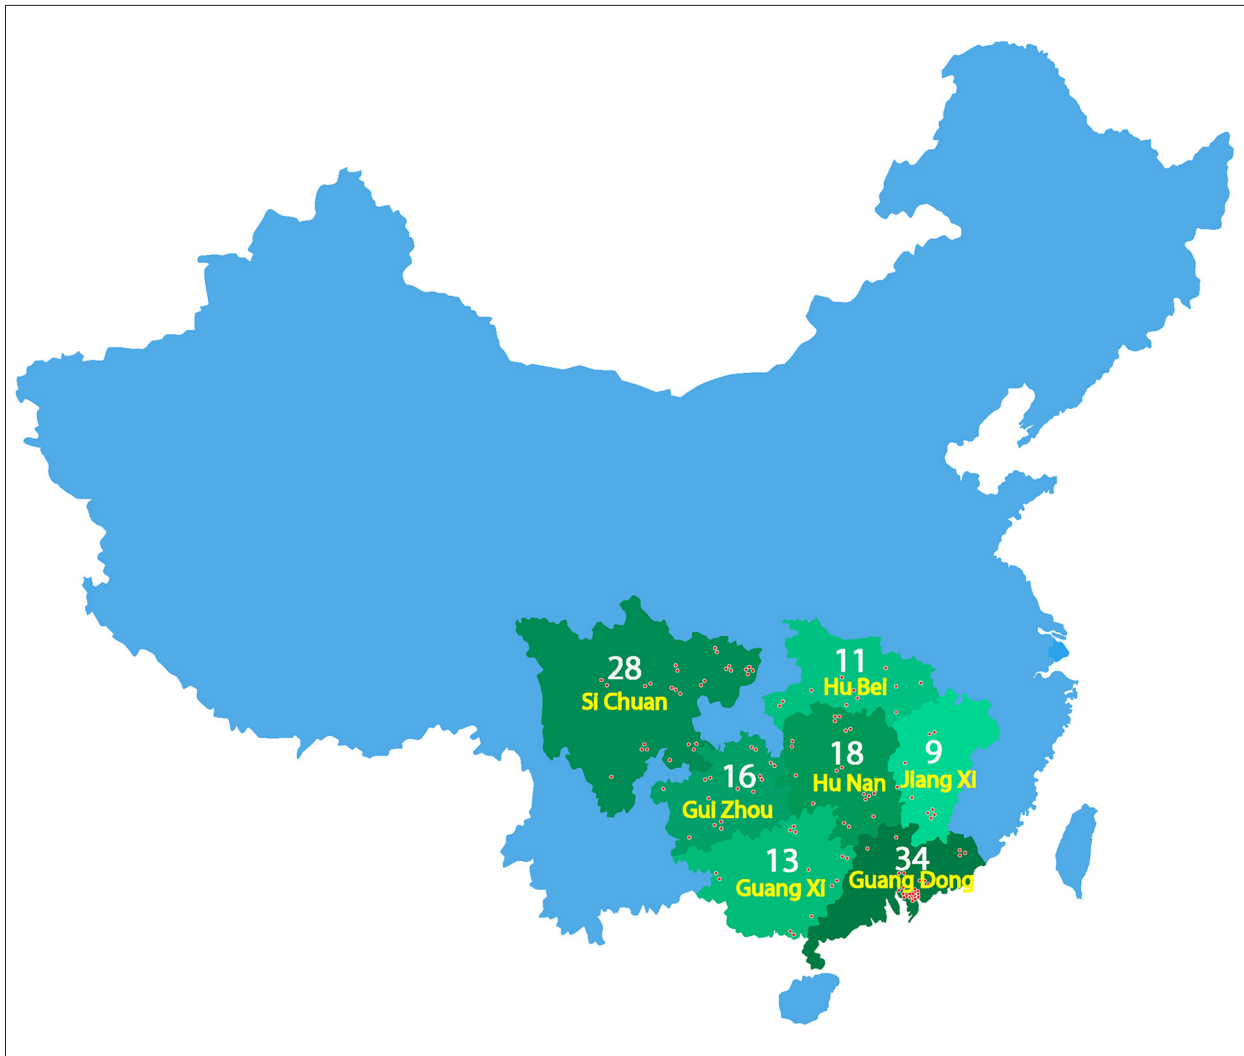 28
Si Chuan
11
Hu Bei
16
Gui Zhou
18
Hu Nan
9
Jiang Xi
13
Guang Xi
34
Guang Dong